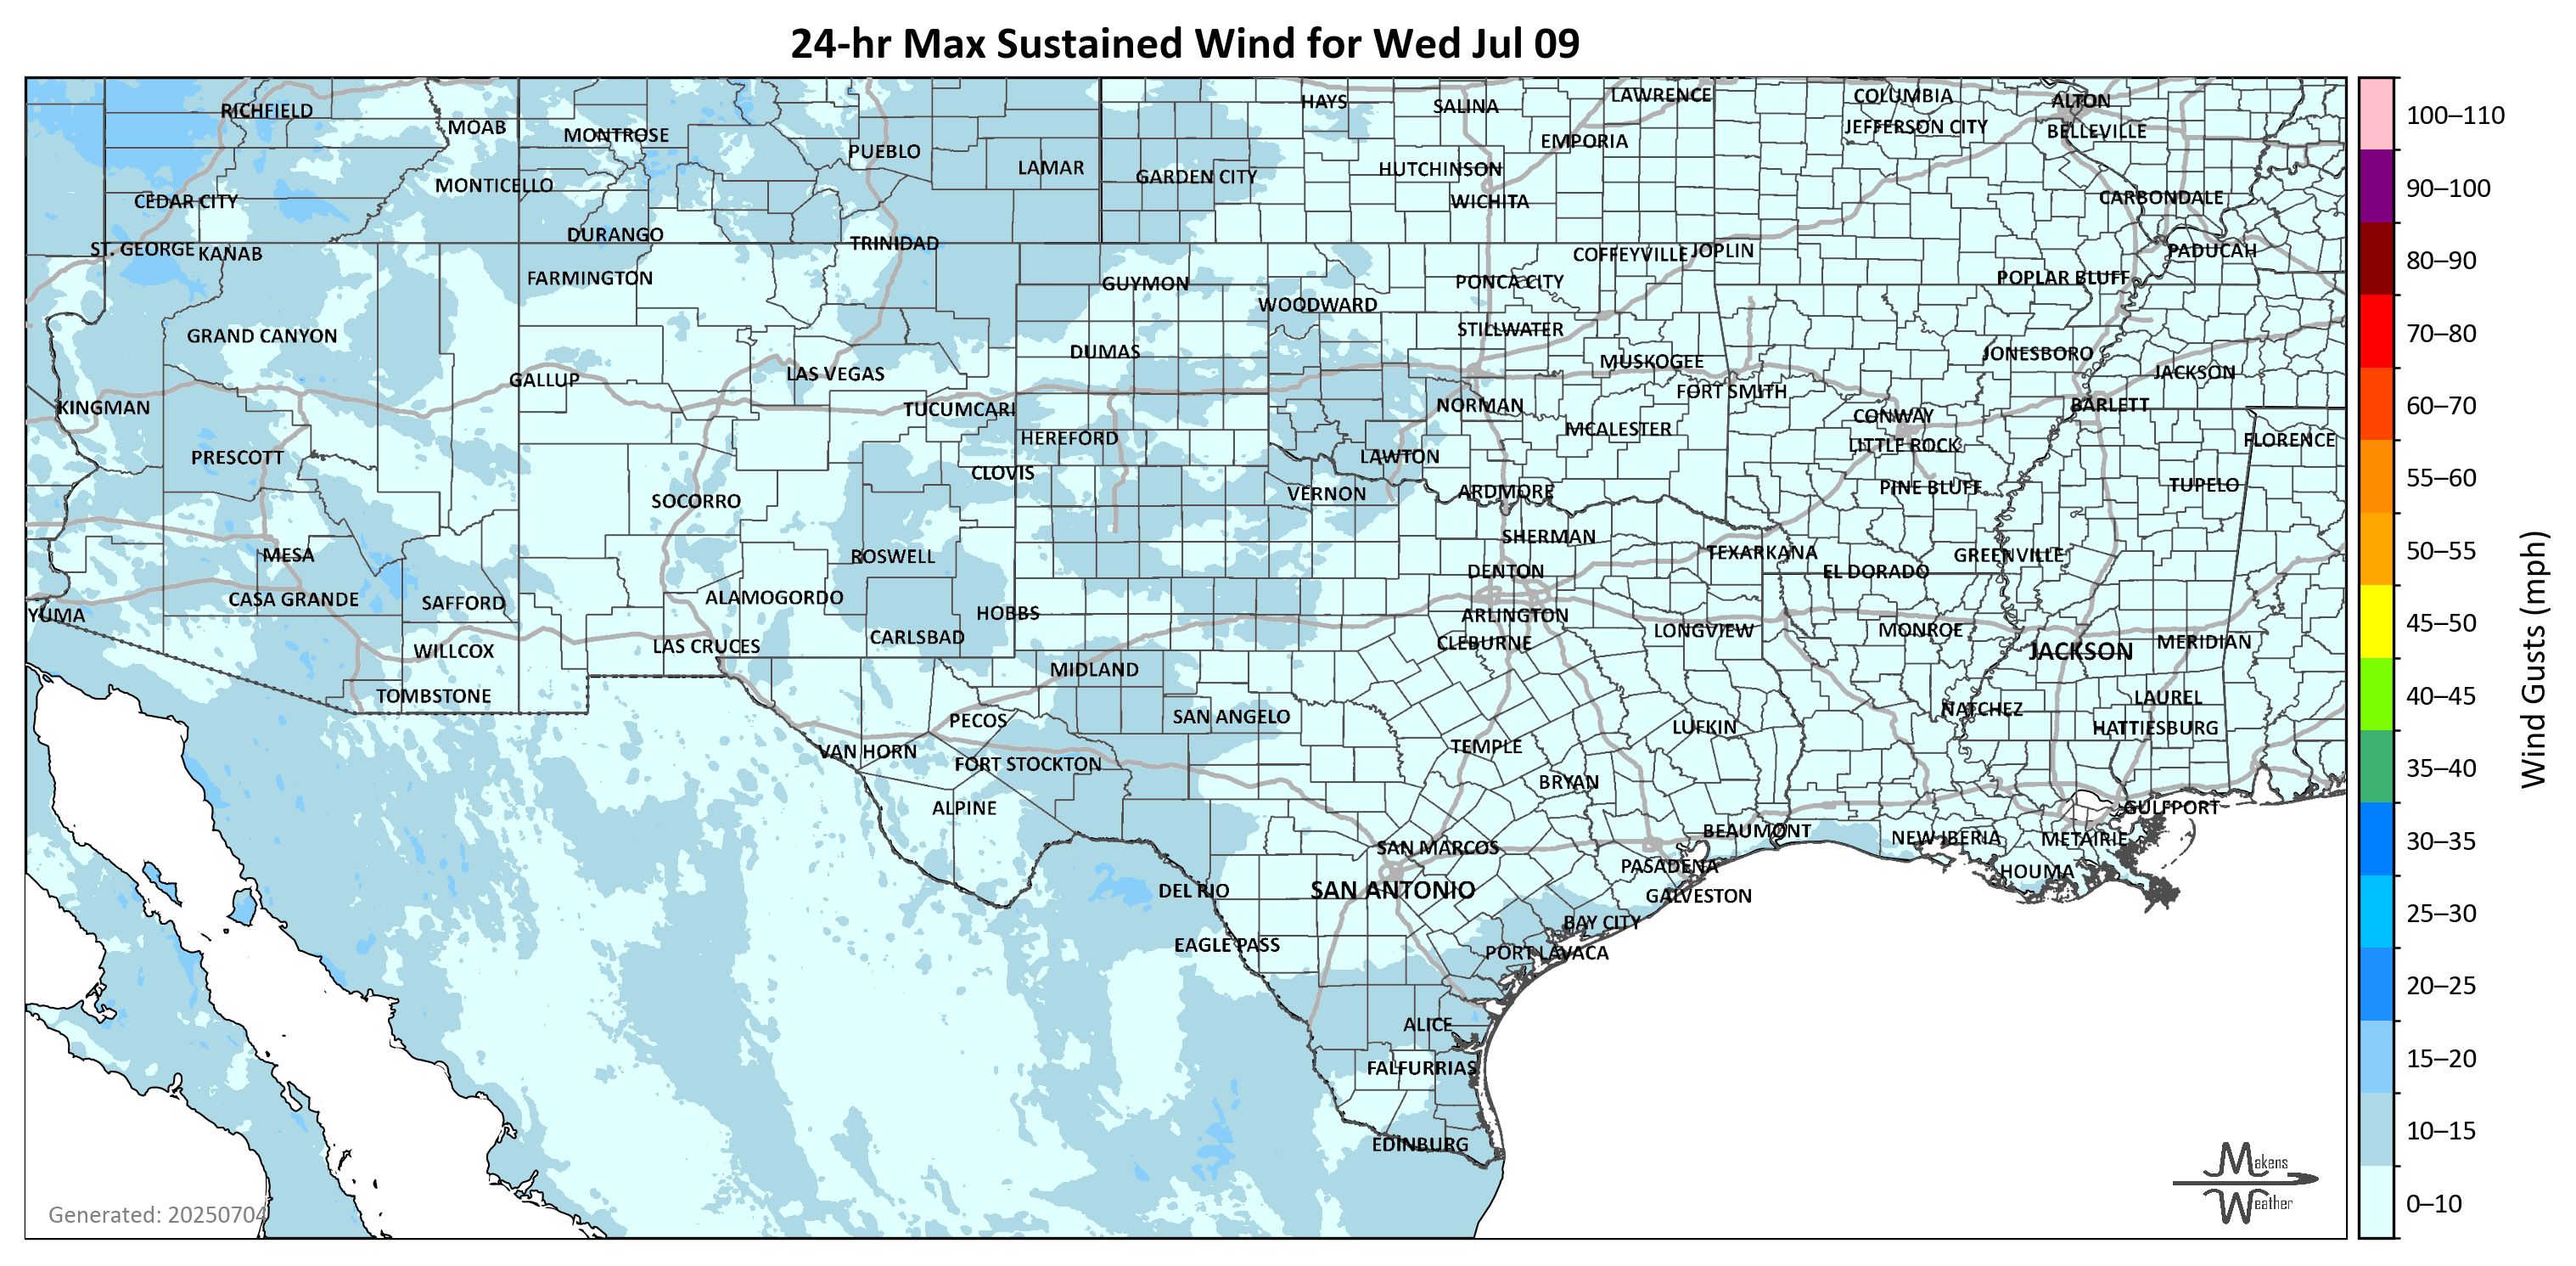 24-hr Max Sustained Wind for Wed Jul 09
RICHFIELD
MOAB
MONTROSE
PUEBLO
LAMAR
GARDEN CITY
HAYS
SALINA
LAWRENCE
EMPORIA
HUTCHINSON
WICHITA
COLUMBIA
JEFFERSON CITY
ALTON
BELLEVILLE
CARBONDALE
MONTICELLO
CEDAR CITY
DURANGO
TRINIDAD
ST. GEORGE
KANAB
FARMINGTON
GUYMON
WOODWARD
PONCA CITY
COFFEYVILLE
JOPLIN
POPLAR BLUFF
PADUCAH
GRAND CANYON
DUMAS
STILLWATER
MUSKOGEE
JONESBORO
JACKSON
GALLUP
LAS VEGAS
FORT SMITH
KINGMAN
TUCUMCARI
NORMAN
CONWAY
BARLETT
HEREFORD
MCALESTER
LITTLE ROCK
FLORENCE
PRESCOTT
CLOVIS
LAWTON
VERNON
ARDMORE
PINE BLUFF
TUPELO
SOCORRO
SHERMAN
MESA
ROSWELL
TEXARKANA
GREENVILLE
DENTON
EL DORADO
CASA GRANDE
SAFFORD
ALAMOGORDO
HOBBS
ARLINGTON
YUMA
CARLSBAD
CLEBURNE
LONGVIEW
MONROE
JACKSON
MERIDIAN
WILLCOX
LAS CRUCES
MIDLAND
TOMBSTONE
PECOS
SAN ANGELO
LUFKIN
NATCHEZ
LAUREL
HATTIESBURG
VAN HORN
FORT STOCKTON
TEMPLE
BRYAN
ALPINE
GULFPORT
BEAUMONT
NEW IBERIA
METAIRIE
SAN MARCOS
PASADENA
HOUMA
DEL RIO
SAN ANTONIO
GALVESTON
BAY CITY
EAGLE PASS
PORT LAVACA
ALICE
FALFURRIAS
EDINBURG
Generated: 20250704
Makens
Weather
100–110
90–100
80–90
70–80
60–70
55–60
50–55
45–50
40–45
35–40
30–35
25–30
20–25
15–20
10–15
0–10
Wind Gusts (mph)